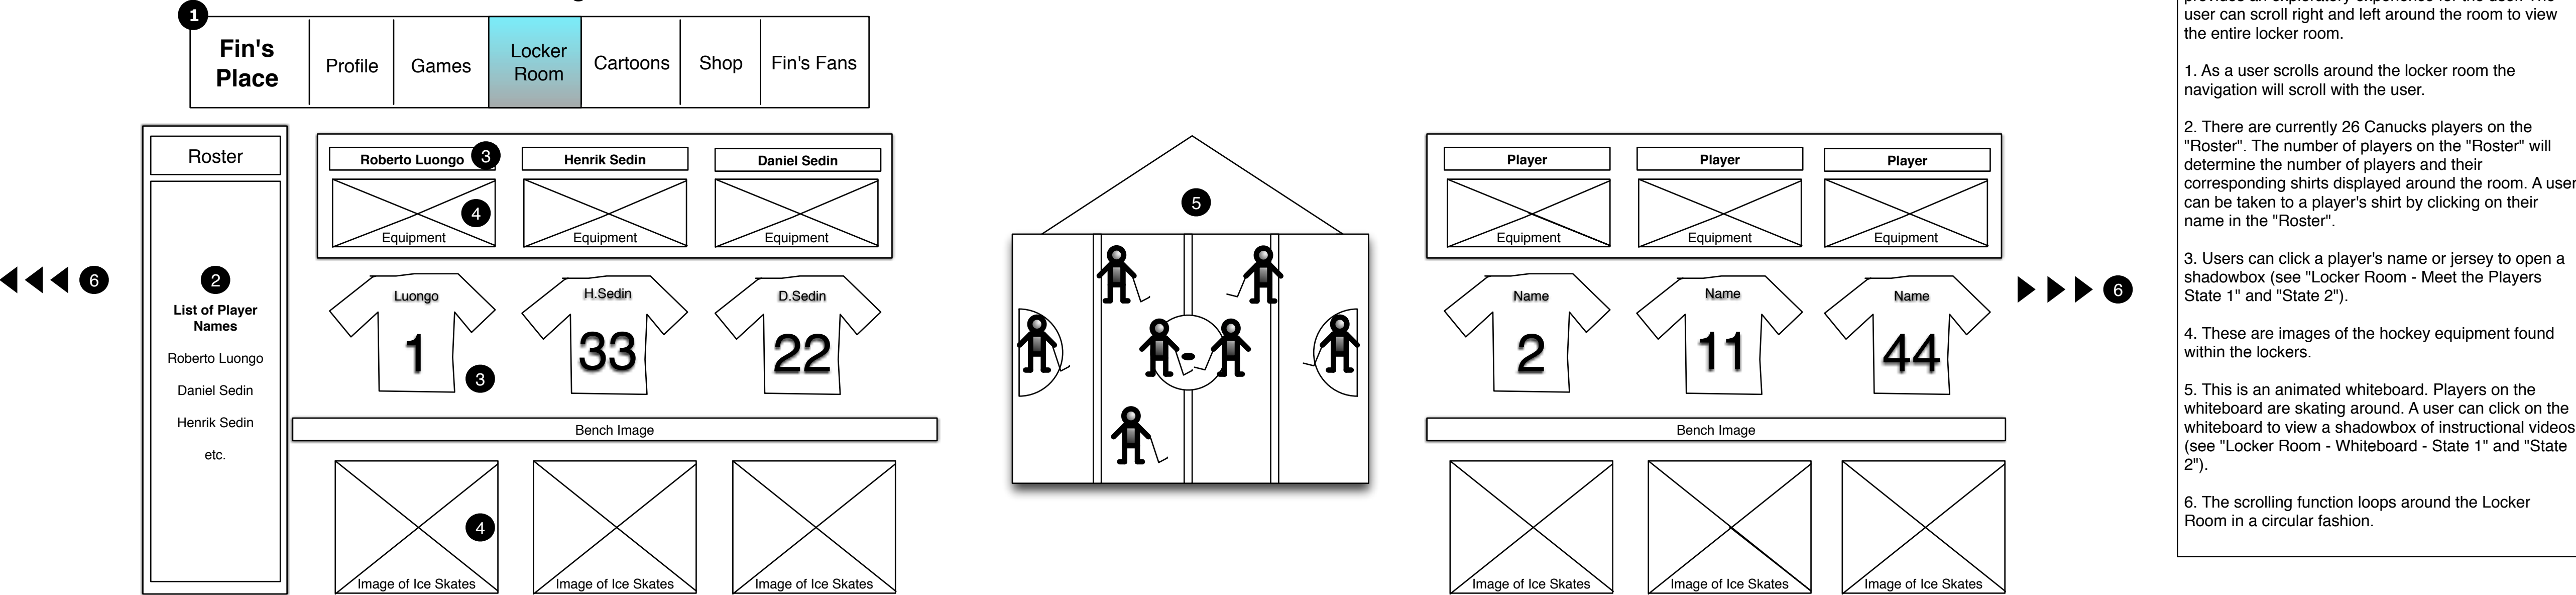 1
Fin's
Place
Profile
Games
Locker
Room
Cartoons
Shop
Fin's Fans
Roster
2
List of Player
Names
Roberto Luongo
Daniel Sedin
Henrik Sedin
etc.
6
Roberto Luongo
3
Henrik Sedin
Daniel Sedin
4
Equipment
Equipment
Equipment
Luongo
1
3
H.Sedin
33
D.Sedin
22
Bench Image
4
Image of Ice Skates
Image of Ice Skates
Image of Ice Skates
5
Player
Player
Player
Equipment
Equipment
Equipment
Name
2
Name
11
Name
44
Bench Image
Image of Ice Skates
Image of Ice Skates
Image of Ice Skates
6
user can scroll right and left around the room to view
the entire locker room.
1. As a user scrolls around the locker room the
navigation will scroll with the user.
2. There are currently 26 Canucks players on the
"Roster". The number of players on the "Roster" will
determine the number of players and their
corresponding shirts displayed around the room. A user
can be taken to a player's shirt by clicking on their
name in the "Roster".
3. Users can click a player's name or jersey to open a
shadowbox (see "Locker Room - Meet the Players
State 1" and "State 2").
4. These are images of the hockey equipment found
within the lockers.
5. This is an animated whiteboard. Players on the
whiteboard are skating around. A user can click on the
whiteboard to view a shadowbox of instructional videos
(see "Locker Room - Whiteboard - State 1" and "State
2").
6. The scrolling function loops around the Locker
Room in a circular fashion.